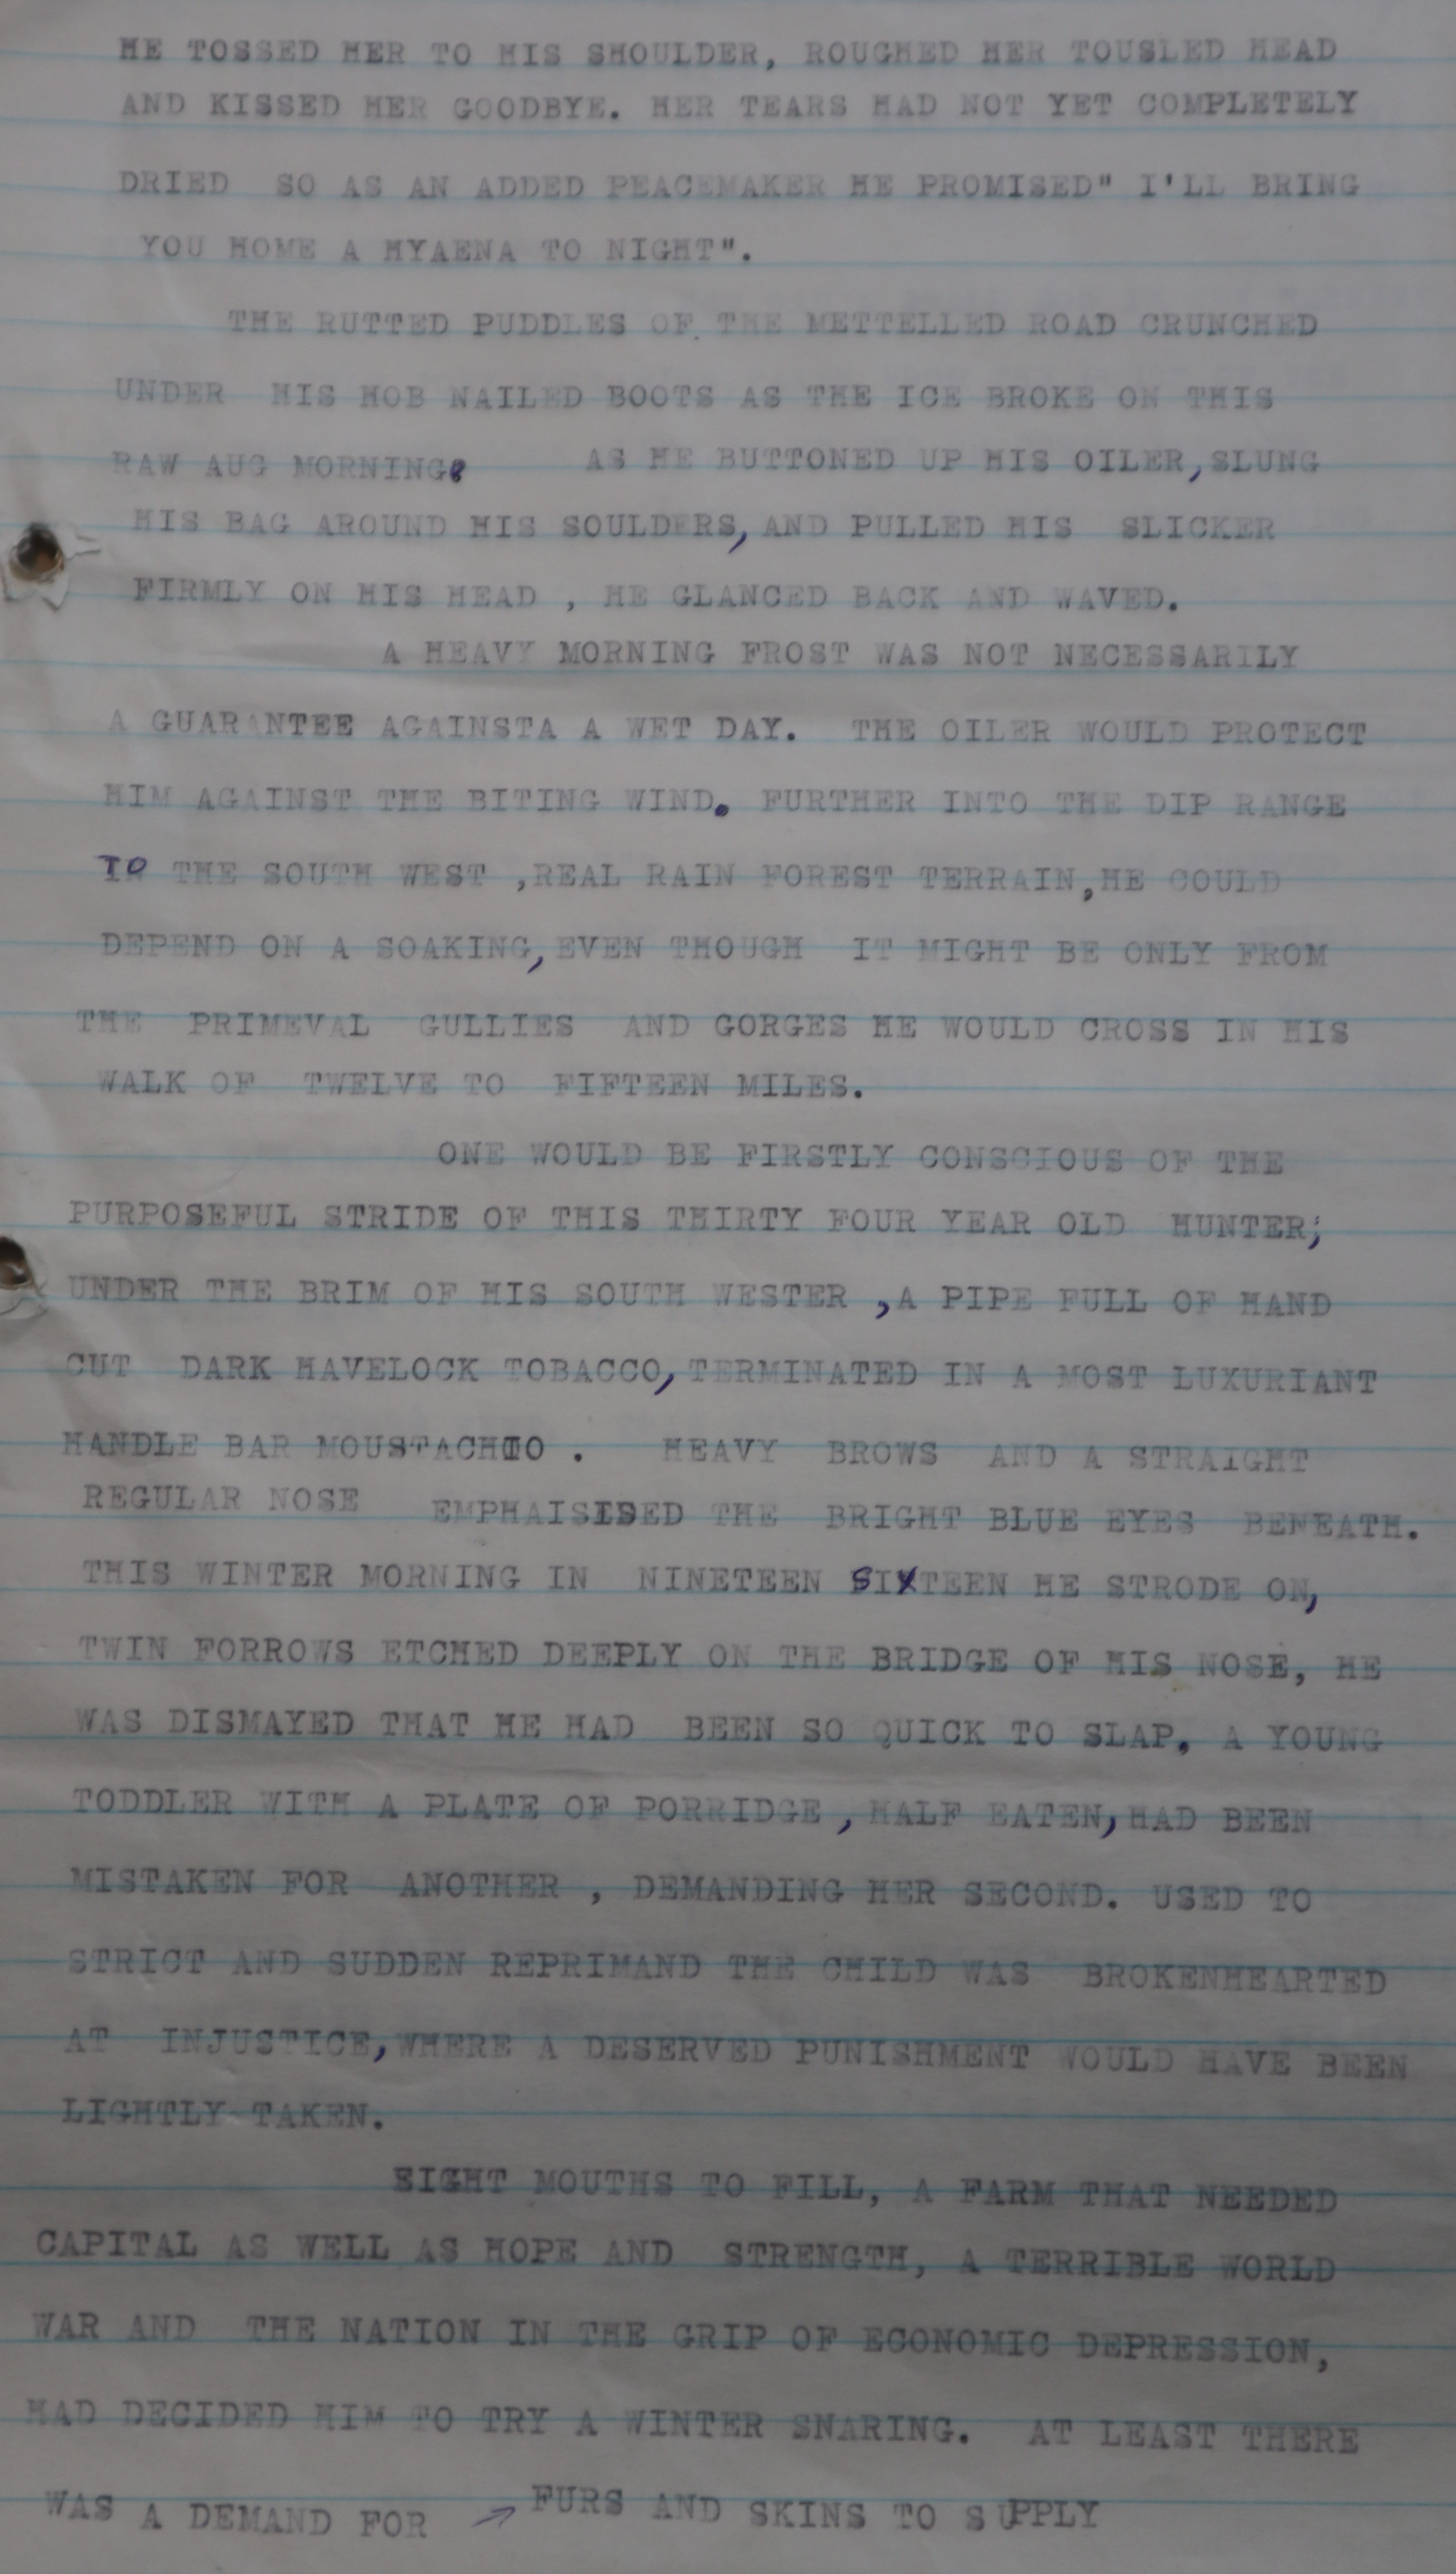 HE TOSSED HER TO HIS SHOULDER, ROUGHED HER TOUSLED HEAD
AND KISSED HER GOODBYE. HER TEARS HAD NOT YET COMPLETELY
DRIED SO AS AN ADDED PEACEMAKER HE PROMISED" I'LL BRING
YOU HOME A HYAENA TO NIGHT".
THE RUTTED PUDDLES OF THE METTELLED ROAD CRUNCHED
UNDER HIS HOB NAILED BOOTS AS THE ICE BROKE ON THIS
RAW AUG MORNING. AS HE BUTTONED UP HIS OILER, SLUNG
HIS BAG AROUND HIS SOULDERS, AND PULLED HIS SLICKER
FIRMLY ON HIS HEAD , HE GLANCED BACK AND WAVED.
A HEAVY MORNING FROST WAS NOT NECESSARILY
A GUARANTEE AGAINSTA A WET DAY. THE OILER WOULD PROTECT
HIM AGAINST THE BITING WIND. FURTHER INTO THE DIP RANGE
TO THE SOUTH WEST ,REAL RAIN FOREST TERRAIN, HE COULD
DEPEND ON A SOAKING, EVEN THOUGH IT MIGHT BE ONLY FROM
THE PRIMEVAL GULLIES AND GORGES HE WOULD CROSS IN HIS
WALK OF TWELVE TO FIFTEEN MILES.
ONE WOULD BE FIRSTLY CONSCIOUS OF THE
PURPOSEFUL STRIDE OF THIS THIRTY FOUR YEAR OLD HUNTER;
UNDER THE BRIM OF HIS SOUTH WESTER , A PIPE FULL OF HAND
CUT DARK HAVELOCK TOBACCO, TERMINATED IN A MOST LUXURIANT
HANDLE BAR MOUSTACHIO . HEAVY BROWS AND A STRAIGHT
REGULAR NOSE EMPHAISISED THE BRIGHT BLUE EYES BENEATH.
THIS WINTER MORNING IN NINETEEN SIXTEEN HE STRODE ON,
TWIN FORROWS ETCHED DEEPLY ON THE BRIDGE OF HIS NOSE, HE
WAS DISMAYED THAT HE HAD BEEN SO QUICK TO SLAP. A YOUNG
TODDLER WITH A PLATE OF PORRIDGE , HALF EATEN, HAD BEEN
MISTAKEN FOR ANOTHER , DEMANDING HER SECOND. USED TO
STRICT AND SUDDEN REPRIMAND THE CHILD WAS BROKENHEARTED
AT INJUSTICE, WHERE A DESERVED PUNISHMENT WOULD HAVE BEEN
LIGHTLY TAKEN.
EIGHT MOUTHS TO FILL, A FARM THAT NEEDED
CAPITAL AS WELL AS HOPE AND STRENGTH, A TERRIBLE WORLD
WAR AND THE NATION IN THE GRIP OF ECONOMIC DEPRESSION,
HAD DECIDED HIM TO TRY A WINTER SNARING. AT LEAST THERE
WAS A DEMAND FOR → FURS AND SKINS TO SUPPLY